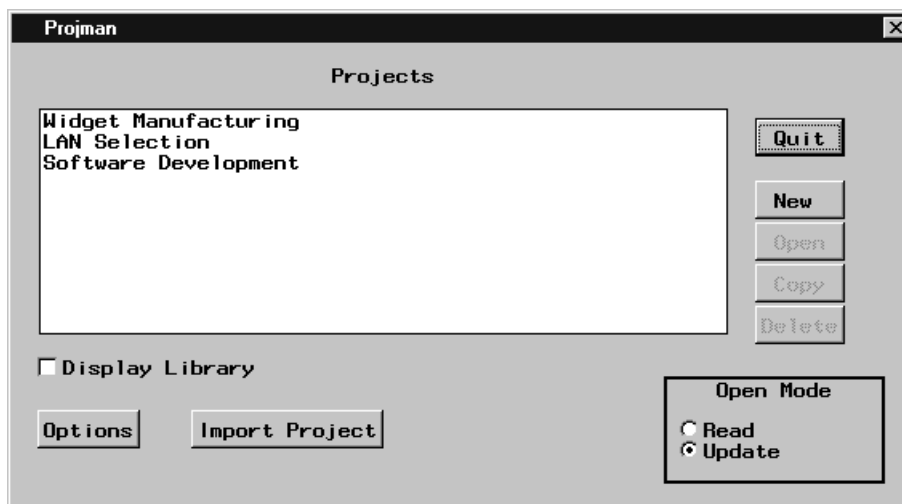 Projman
Projects
Widget Manufacturing
LAN Selection
Software Development
Quit
New
Open
Copy
Delete
Display Library
Options
Import Project
Open Mode
Read
Update